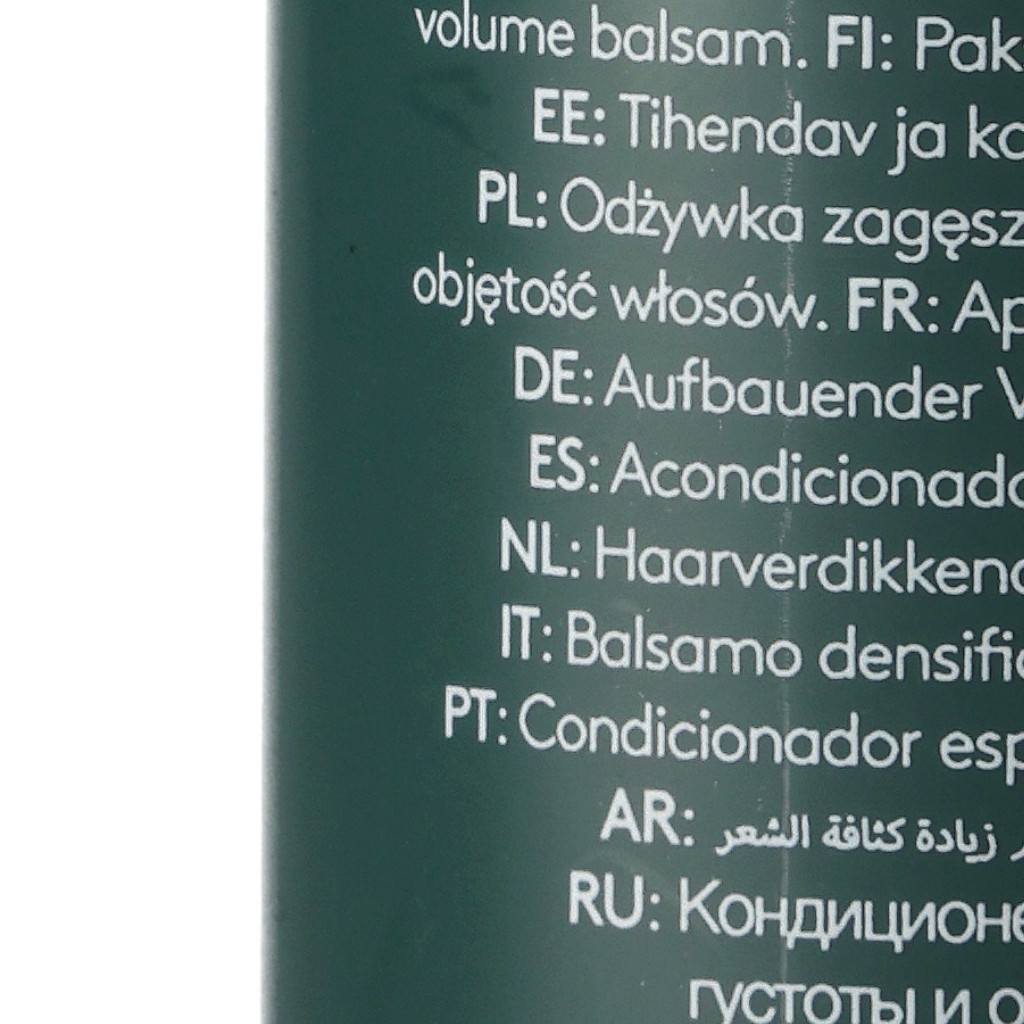 volume balsam. FI: Pak
EE: Tihendav ja ko
PL: Odżywka zagęsz
objętość włosów. FR: Ap
DE: Aufbauender V
ES: Acondicionado
NL: Haarverdikkend
IT: Balsamo densific
PT: Condicionador esp
AR: زيادة كثافة الشعر
RU: Кондиционе
густоты и о